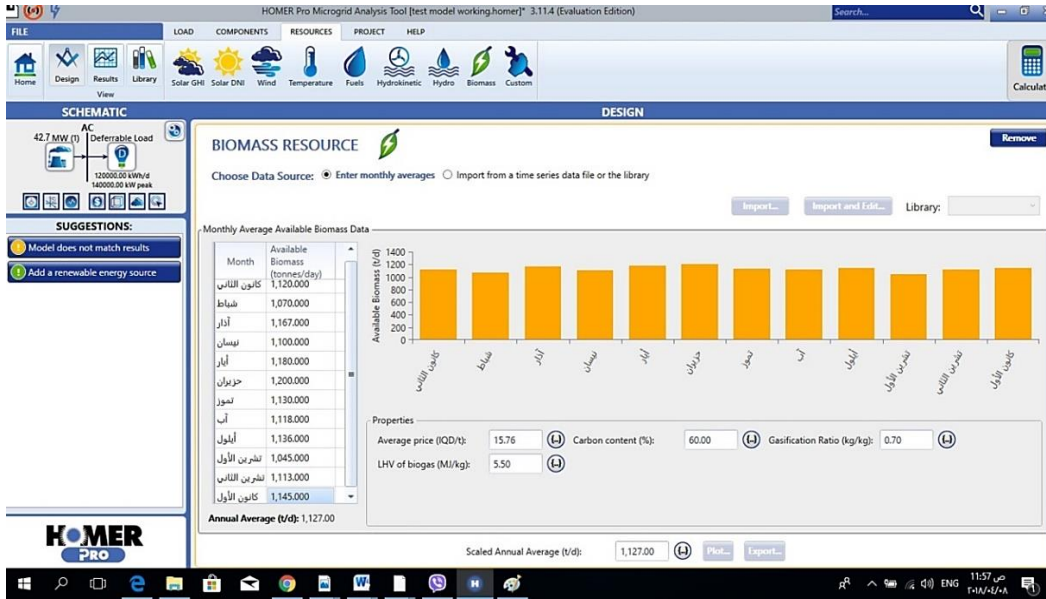 HOMER Pro Microgrid Analysis Tool [test model working.homer]* 3.11.4 (Evaluation Edition)
Search...
FILE
LOAD COMPONENTS RESOURCES PROJECT HELP
Home
Design Results Library
View
Solar GHI Solar DNI Wind Temperature Fuels Hydrokinetic Hydro Biomass Custom
Calculat
SCHEMATIC
DESIGN
AC
42.7 MW (1) Deferrable Load
120000.00 kWh/d
140000.00 kW peak
SUGGESTIONS:
Model does not match results
Add a renewable energy source
BIOMASS RESOURCE
Remove
Choose Data Source: Enter monthly averages Import from a time series data file or the library
Import... Import and Edit... Library:
Monthly Average Available Biomass Data
Month Available Biomass (tonnes/day)
كانون الثاني 1,120.000
شباط 1,070.000
آذار 1,167.000
نيسان 1,100.000
أيار 1,180.000
حزيران 1,200.000
تموز 1,130.000
آب 1,118.000
أيلول 1,136.000
تشرين الأول 1,045.000
تشرين الثاني 1,113.000
كانون الأول 1,145.000
Annual Average (t/d): 1,127.00
Available Biomass (t/d)
1400
1200
1000
800
600
400
200
0
كانون الثاني شباط آذار نيسان أيار حزيران تموز آب أيلول تشرين الأول تشرين الثاني كانون الأول
Properties
Average price (IQD/t): 15.76 Carbon content (%): 60.00 Gasification Ratio (kg/kg): 0.70
LHV of biogas (MJ/kg): 5.50
Scaled Annual Average (t/d): 1,127.00 Plot... Export...
HOMER
PRO
ENG
11:57 ص
٢٠١٨/٠٤/٠٨